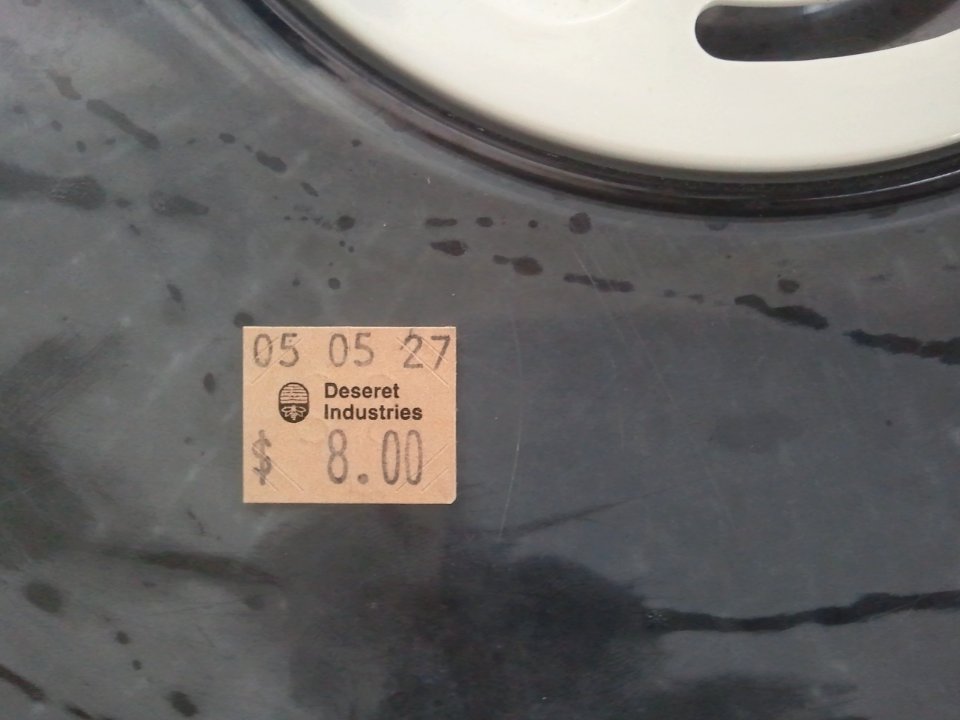 05 05 27
Deseret
Industries
$ 8.00